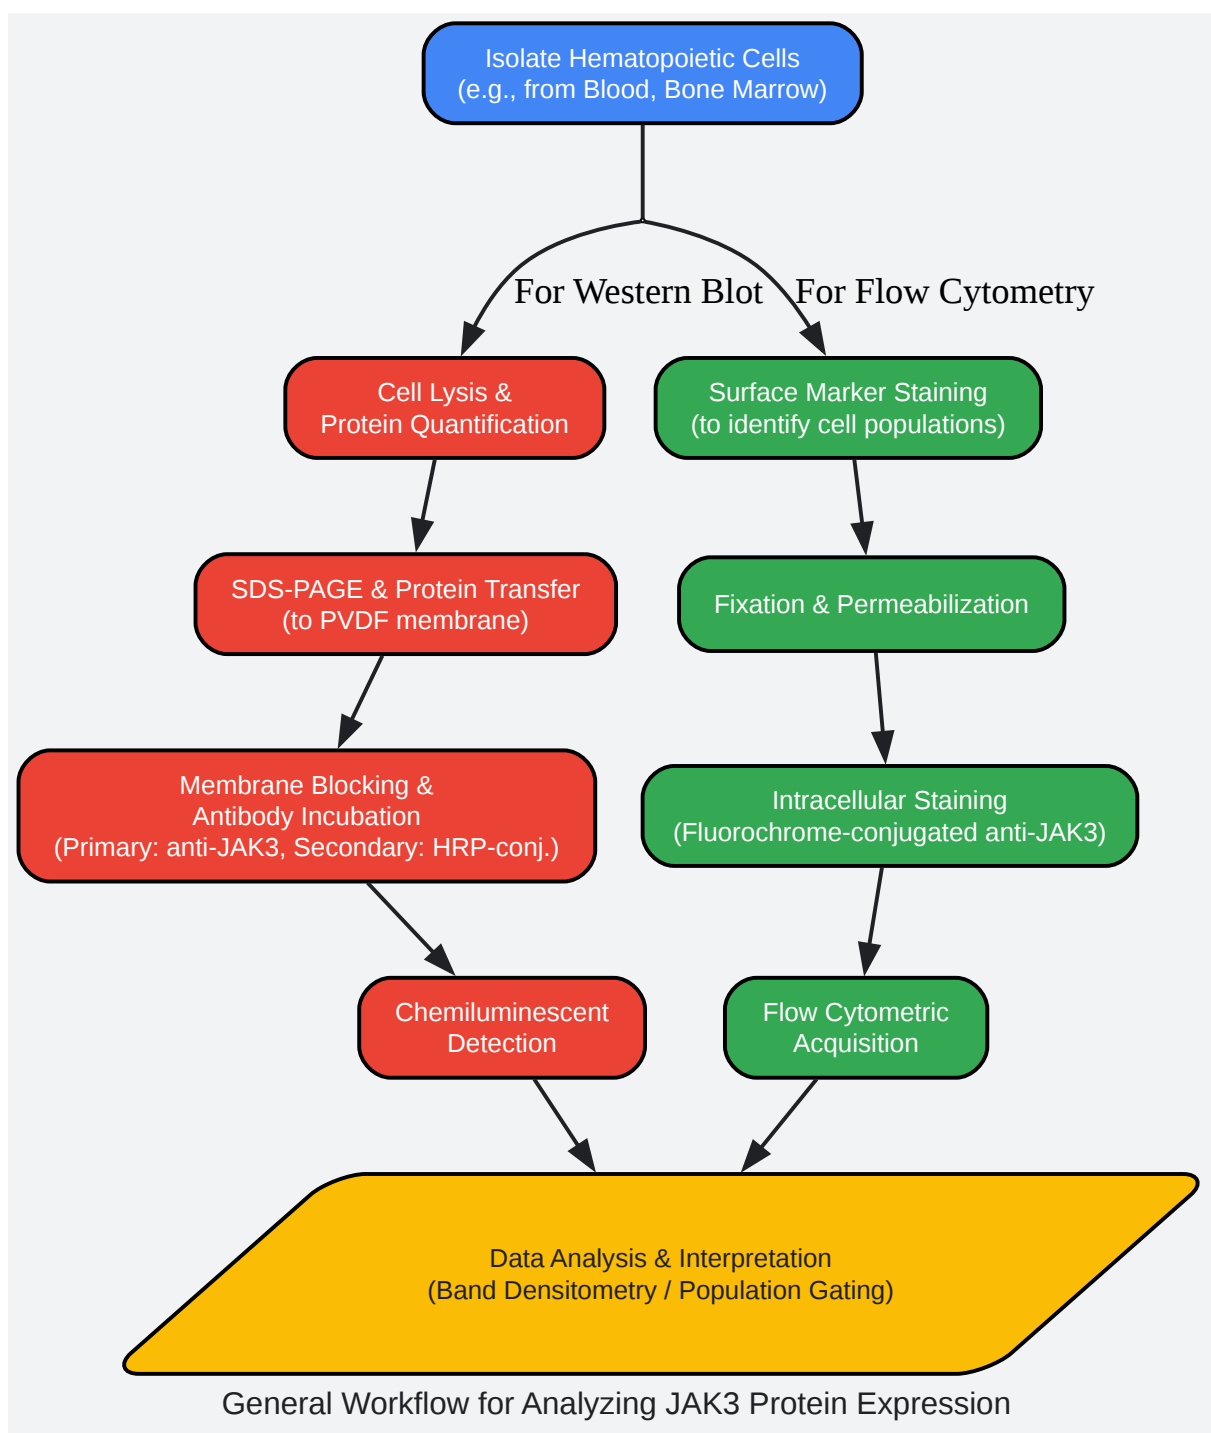 Isolate Hematopoietic Cells
(e.g., from Blood, Bone Marrow)
For Western Blot
For Flow Cytometry
Cell Lysis &
Protein Quantification
Surface Marker Staining
(to identify cell populations)
SDS-PAGE & Protein Transfer
(to PVDF membrane)
Fixation & Permeabilization
Membrane Blocking &
Antibody Incubation
(Primary: anti-JAK3, Secondary: HRP-conj.)
Intracellular Staining
(Fluorochrome-conjugated anti-JAK3)
Chemiluminescent
Detection
Flow Cytometric
Acquisition
Data Analysis & Interpretation
(Band Densitometry / Population Gating)
General Workflow for Analyzing JAK3 Protein Expression